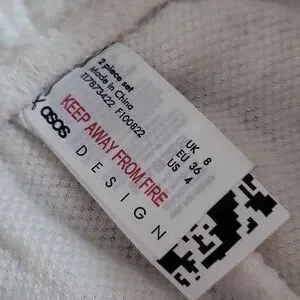 2 piece set
Made in China
117873422 F100822
KEEP AWAY FROM FIRE
asos
DESIGN
UK 8
EU 36
US 4